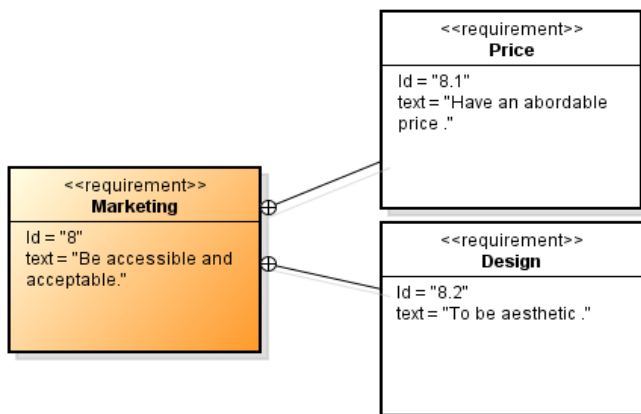 <<requirement>>
Price
Id = "8.1"
text = "Have an abordable
price ."
<<requirement>>
Marketing
Id = "8"
text = "Be accessible and
acceptable."
<<requirement>>
Design
Id = "8.2"
text = "To be aesthetic ."